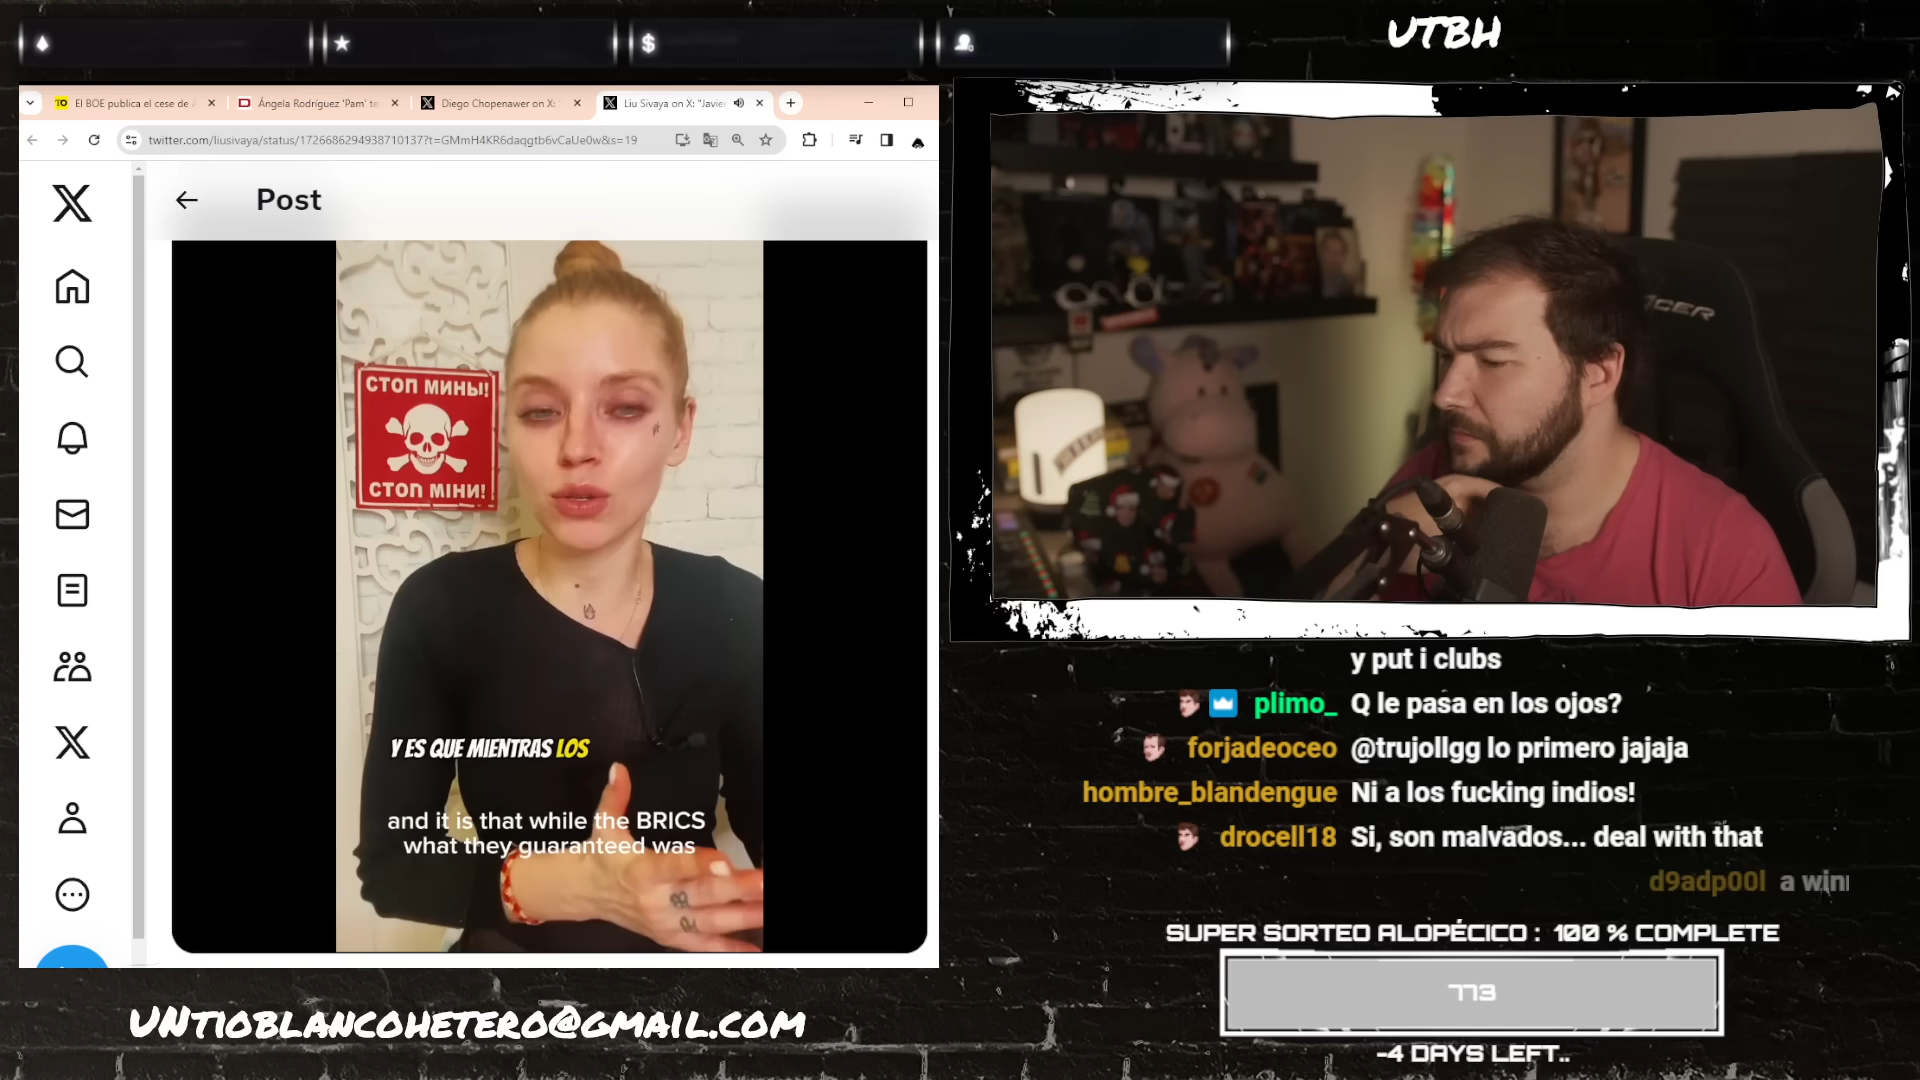 UTBH
El BOE publica el cese de
Ángela Rodríguez 'Pam' te
Diego Chopenawer on X:
Liu Sivaya on X: "Javier
twitter.com/liusivaya/status/1726686294938710137?t=GMmH4KR6daqgtb6vCaUe0w&s=19
Post
СТОП МИНЫ!
СТОП МІНИ!
Y ES QUE MIENTRAS LOS
and it is that while the BRICS
what they guaranteed was
y put i clubs
plimo_ Q le pasa en los ojos?
forjadeoceo @trujollgg lo primero jajaja
hombre_blandengue Ni a los fucking indios!
drocell18 Si, son malvados... deal with that
d9adp00l a
SUPER SORTEO ALOPÉCICO : 100 % COMPLETE
773
-4 DAYS LEFT..
UNTIOBLANCOHETERO@GMAIL.COM